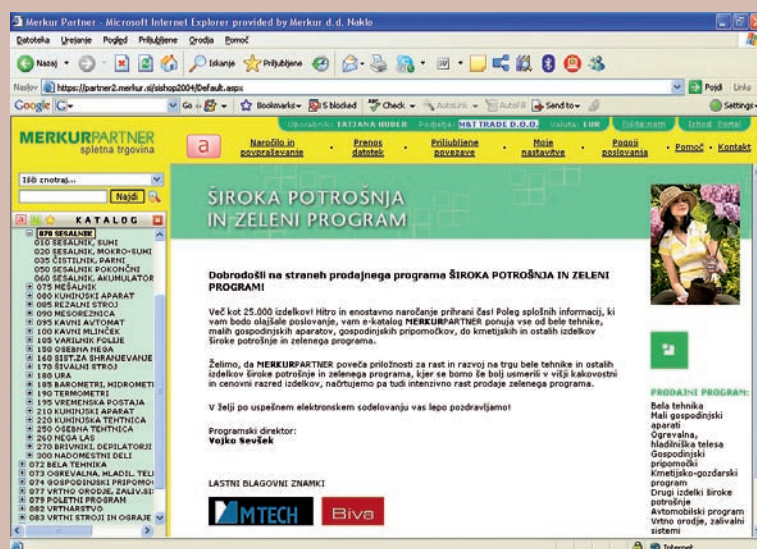 Merkur Partner - Microsoft Internet Explorer provided by Merkur d.d. Naklo
Datoteka Urejanje Pogled Priljubljene Orodja Pomoč
Nazaj Iskanje Priljubljene
Naslov https://partner2.merkur.si/sishop2004/Default.aspx Pojdi Links
Google Go Bookmarks 5 blocked Check AutoLink AutoFill Send to Settings
Uporabnik: TATJANA HUBER Podjetje: M&T TRADE D.O.O. Valuta: EUR Pišite nam Izhod Portal
MERKURPARTNER
spletna trgovina
a
Naročilo in povpraševanje · Prenos datotek · Priljubljene povezave · Moje nastavitve · Pogoji poslovanja · Pomoč · Kontakt
Išči znotraj...
Najdi
KATALOG
070 SESALNIK
010 SESALNIK, SUHI
020 SESALNIK, MOKRO-SUHI
035 ČISTILNIK, PARNI
050 SESALNIK POKONČNI
060 SESALNIK, AKUMULATOR
075 MEŠALNIK
080 KUHINJSKI APARAT
085 REZALNI STROJ
090 MESOREZNICA
095 KAVNI AVTOMAT
100 KAVNI MLINČEK
105 VARILNIK FOLIJE
150 OSEBNA NEGA
160 SIST.ZA SHRANJEVANJE
170 ŠIVALNI STROJ
180 URA
185 BAROMETRI, HIDROMETI
190 TERMOMETRI
195 VREMENSKA POSTAJA
210 KUHINJSKI APARAT
220 KUHINJSKA TEHTNICA
250 OSEBNA TEHTNICA
260 NEGA LAS
270 BRIVNIKI, DEPILATORJI
300 NADOMESTNI DELI
072 BELA TEHNIKA
073 OGREVALNA, HLADIL, TEL
074 GOSPODINJSKI PRIPOMO
077 VRTNO ORODJE, ZALIV.SI
079 POLETNI PROGRAM
082 VRTNARSTVO
083 VRTNI STROJI IN OGRAJE
ŠIROKA POTROŠNJA
IN ZELENI PROGRAM
Dobrodošli na straneh prodajnega programa ŠIROKA POTROŠNJA IN ZELENI
PROGRAM!
Več kot 25.000 izdelkov! Hitro in enostavno naročanje prihrani čas! Poleg splošnih informacij, ki
vam bodo olajšale poslovanje, vam e-katalog MERKURPARTNER ponuja vse od bele tehnike,
malih gospodinjskih aparatov, gospodinjskih pripomočkov, do kmetijskih in ostalih izdelkov
široke potrošnje in zelenega programa.
Želimo, da MERKURPARTNER poveča priložnosti za rast in razvoj na trgu bele tehnike in ostalih
izdelkov široke potrošnje in zelenega programa, kjer se bomo še bolj usmerili v višji kakovostni
in cenovni razred izdelkov, načrtujemo pa tudi intenzivno rast prodaje zelenega programa.
V želji po uspešnem elektronskem sodelovanju vas lepo pozdravljamo!
Programski direktor:
Vojko Sevšek
LASTNI BLAGOVNI ZNAMKI
MTECH Biva
PRODAJNI PROGRAM:
Bela tehnika
Mali gospodinjski
aparati
Ogrevalna,
hladilniška telesa
Gospodinjski
pripomočki
Kmetijsko-gozdarski
program
Drugi izdelki široke
potrošnje
Avtomobilski program
Vrtno orodje, zalivalni
sistemi
Internet